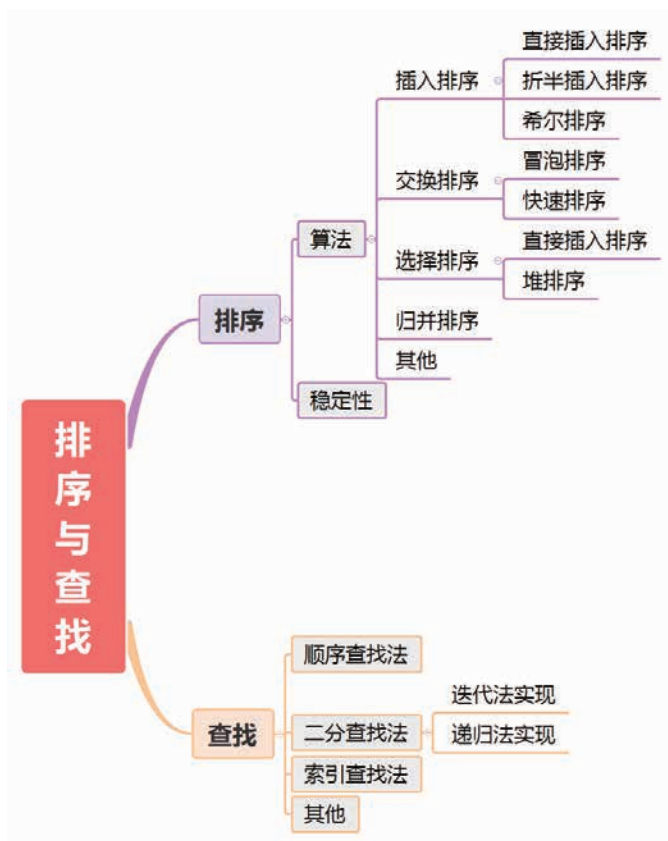 排序与查找
排序
算法
插入排序
直接插入排序
折半插入排序
希尔排序
交换排序
冒泡排序
快速排序
选择排序
直接插入排序
堆排序
归并排序
其他
稳定性
查找
顺序查找法
二分查找法
迭代法实现
递归法实现
索引查找法
其他